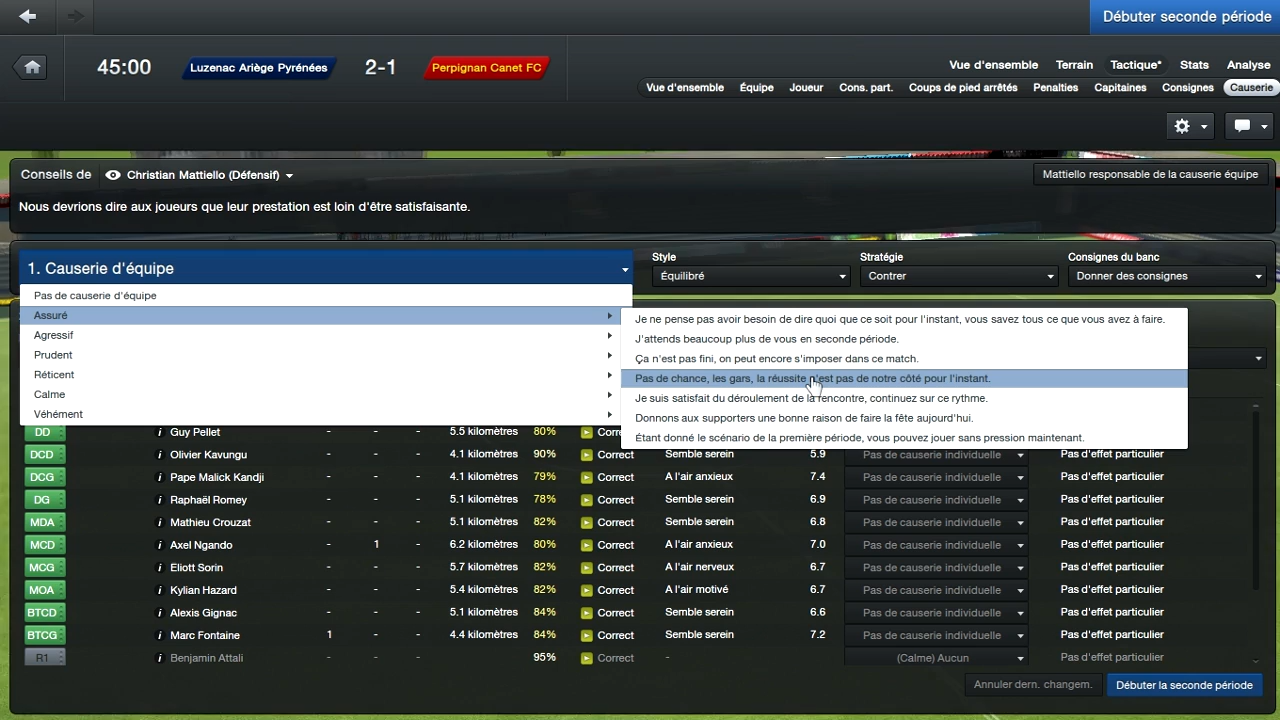 Débuter seconde période
45:00 Luzenac Ariège Pyrénées 2-1 Perpignan Canet FC
Vue d'ensemble Terrain Tactique* Stats Analyse
Vue d'ensemble Équipe Joueur Cons. part. Coups de pied arrêtés Penalties Capitaines Consignes Causerie
Conseils de Christian Mattiello (Défensif) Mattiello responsable de la causerie équipe
Nous devrions dire aux joueurs que leur prestation est loin d'être satisfaisante.
1. Causerie d'équipe
Style Stratégie Consignes du banc
Équilibré Contrer Donner des consignes
Pas de causerie d'équipe
Assuré
Agressif
Prudent
Réticent
Calme
Véhément
Je ne pense pas avoir besoin de dire quoi que ce soit pour l'instant, vous savez tous ce que vous avez à faire.
J'attends beaucoup plus de vous en seconde période.
Ça n'est pas fini, on peut encore s'imposer dans ce match.
Pas de chance, les gars, la réussite n'est pas de notre côté pour l'instant.
Je suis satisfait du déroulement de la rencontre, continuez sur ce rythme.
Donnons aux supporters une bonne raison de faire la fête aujourd'hui.
Étant donné le scénario de la première période, vous pouvez jouer sans pression maintenant.
DD i Guy Pellet - - - 5.5 kilomètres 80%
DCD i Olivier Kavungu - - - 4.1 kilomètres 90% Correct Semble serein 5.9 Pas de causerie individuelle Pas d'effet particulier
DCG i Pape Malick Kandji - - - 4.1 kilomètres 79% Correct A l'air anxieux 7.4 Pas de causerie individuelle Pas d'effet particulier
DG i Raphaël Romey - - - 5.1 kilomètres 78% Correct Semble serein 6.9 Pas de causerie individuelle Pas d'effet particulier
MDA i Mathieu Crouzat - - - 5.1 kilomètres 82% Correct Semble serein 6.8 Pas de causerie individuelle Pas d'effet particulier
MCD i Axel Ngando - 1 - 6.2 kilomètres 80% Correct A l'air anxieux 7.0 Pas de causerie individuelle Pas d'effet particulier
MCG i Eliott Sorin - - - 5.7 kilomètres 82% Correct A l'air nerveux 6.7 Pas de causerie individuelle Pas d'effet particulier
MOA i Kylian Hazard - - - 5.4 kilomètres 82% Correct A l'air motivé 6.7 Pas de causerie individuelle Pas d'effet particulier
BTCD i Alexis Gignac - - - 5.1 kilomètres 84% Correct Semble serein 6.6 Pas de causerie individuelle Pas d'effet particulier
BTCG i Marc Fontaine 1 - - 4.4 kilomètres 84% Correct Semble serein 7.2 Pas de causerie individuelle Pas d'effet particulier
R1 i Benjamin Attali - - - 95% Correct - (Calme) Aucun Pas d'effet particulier
Annuler dern. changem. Débuter la seconde période